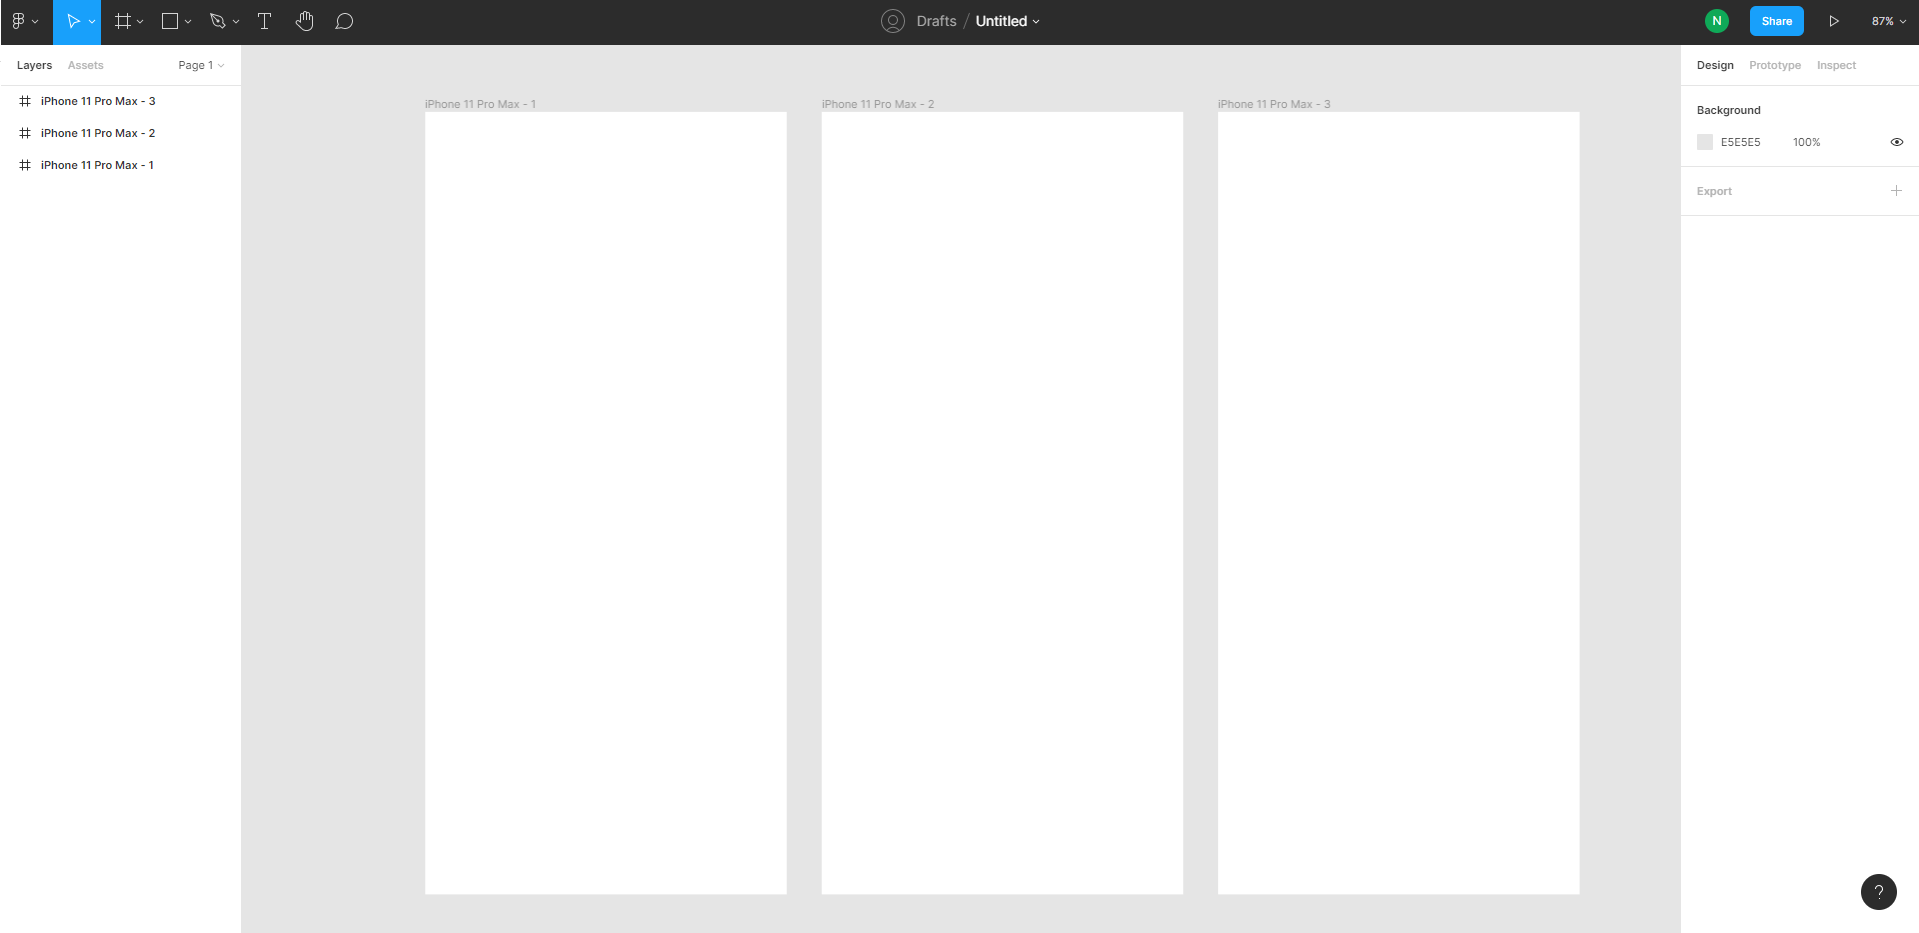 Drafts / Untitled
N
Share
87%
Layers
Assets
Page 1
iPhone 11 Pro Max - 3
iPhone 11 Pro Max - 2
iPhone 11 Pro Max - 1
iPhone 11 Pro Max - 1
iPhone 11 Pro Max - 2
iPhone 11 Pro Max - 3
Design
Prototype
Inspect
Background
E5E5E5
100%
Export
?